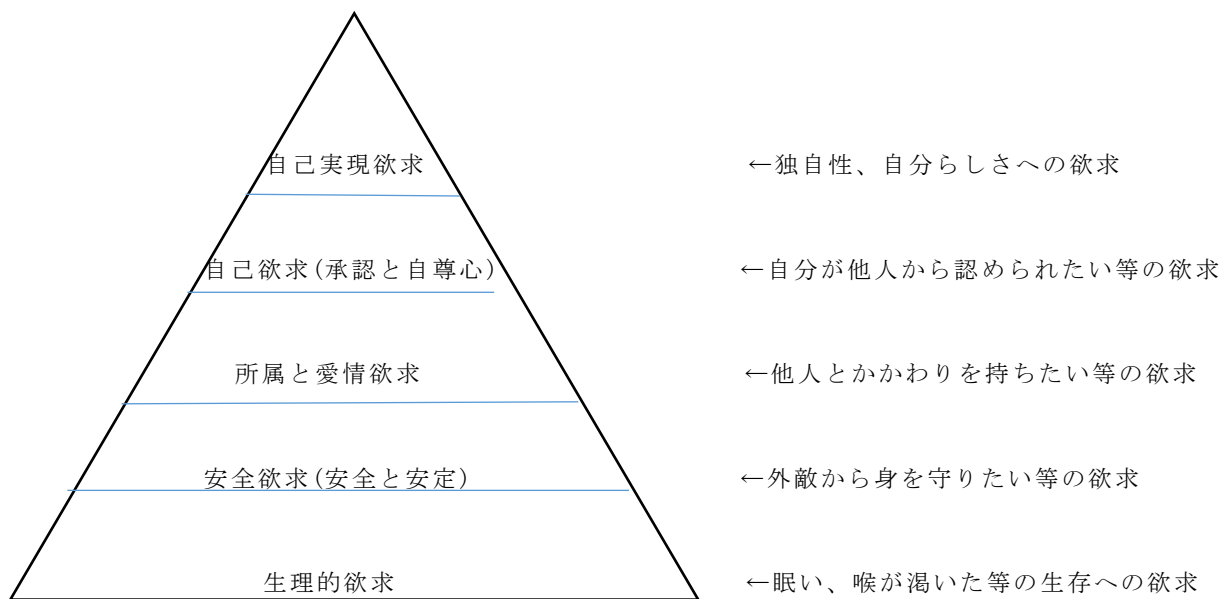 自己実現欲求 ←独自性、自分らしさへの欲求
自己欲求(承認と自尊心) ←自分が他人から認められたい等の欲求
所属と愛情欲求 ←他人とかかわりを持ちたい等の欲求
安全欲求(安全と安定) ←外敵から身を守りたい等の欲求
生理的欲求 ←眠い、喉が渇いた等の生存への欲求